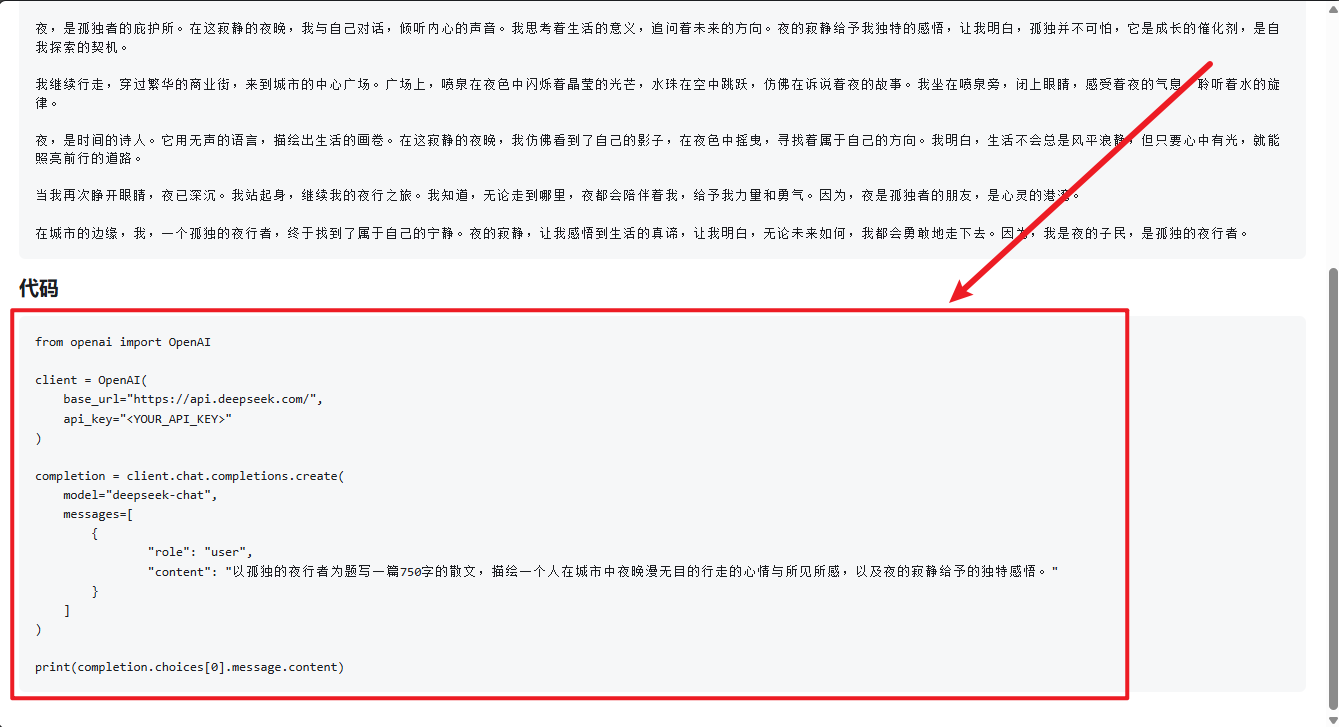 夜，是孤独者的庇护所。在这寂静的夜晚，我与自己对话，倾听内心的声音。我思考着生活的意义，追问着未来的方向。夜的寂静给予我独特的感悟，让我明白，孤独并不可怕，它是成长的催化剂，是自
我探索的契机。
我继续行走，穿过繁华的商业街，来到城市的中心广场。广场上，喷泉在夜色中闪烁着晶莹的光芒，水珠在空中跳跃，仿佛在诉说着夜的故事。我坐在喷泉旁，闭上眼睛，感受着夜的气息，聆听着水的旋
律。
夜，是时间的诗人。它用无声的语言，描绘出生活的画卷。在这寂静的夜晚，我仿佛看到了自己的影子，在夜色中摇曳，寻找着属于自己的方向。我明白，生活不会总是风平浪静，但只要心中有光，就能
照亮前行的道路。
当我再次睁开眼睛，夜已深沉。我站起身，继续我的夜行之旅。我知道，无论走到哪里，夜都会陪伴着我，给予我力量和勇气。因为，夜是孤独者的朋友，是心灵的港湾。
在城市的边缘，我，一个孤独的夜行者，终于找到了属于自己的宁静。夜的寂静，让我感悟到生活的真谛，让我明白，无论未来如何，我都会勇敢地走下去。因为，我是夜的子民，是孤独的夜行者。
代码
from openai import OpenAI
client = OpenAI(
    base_url="https://api.deepseek.com/",
    api_key="<YOUR_API_KEY>"
)
completion = client.chat.completions.create(
    model="deepseek-chat",
    messages=[
        {
                "role": "user",
                "content": "以孤独的夜行者为题写一篇750字的散文，描绘一个人在城市中夜晚漫无目的行走的心情与所见所感，以及夜的寂静给予的独特感悟。"
        }
    ]
)
print(completion.choices[0].message.content)